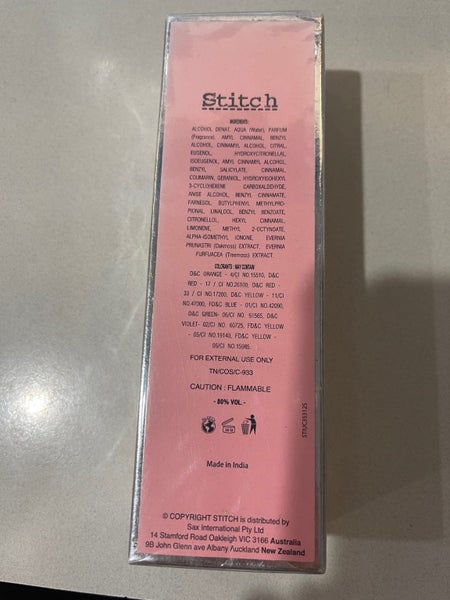 Stitch
INGREDIENTS:
ALCOHOL DENAT, AQUA (Water), PARFUM
(Fragrance), AMYL CINNAMAL, BENZYL
ALCOHOL, CINNAMYL ALCOHOL, CITRAL,
EUGENOL, HYDROXYCITRONELLAL,
ISOEUGENOL, AMYL CINNAMYL ALCOHOL,
BENZYL SALICYLATE, CINNAMAL,
COUMARIN, GERANIOL, HYDROXYISOHEXYL
3-CYCLOHEXENE CARBOXALDEHYDE,
ANISE ALCOHOL, BENZYL CINNAMATE,
FARNESOL, BUTYLPHENYL METHYLPRO-
PIONAL, LINALOOL, BENZYL BENZOATE,
CITRONELLOL, HEXYL CINNAMAL,
LIMONENE, METHYL 2-OCTYNOATE,
ALPHA-ISOMETHYL IONONE, EVERNIA
PRUNASTRI (Oakmoss) EXTRACT, EVERNIA
FURFUACEA (Treemoss) EXTRACT.
COLORANTS : MAY CONTAIN
D&C ORANGE - 4/CI NO.15510, D&C
RED - 17 / CI NO.26100, D&C RED -
33 / CI NO.17200, D&C YELLOW - 11/CI
NO.47000, FD&C BLUE - 01/CI NO.42090,
D&C GREEN- 05/CI NO. 61565, D&C
VIOLET- 02/CI NO. 60725, FD&C YELLOW
- 05/CI NO.19140, FD&C YELLOW -
06/CI NO.15985.
FOR EXTERNAL USE ONLY
TN/COS/C-933
CAUTION : FLAMMABLE
- 80% VOL. -
Made in India
© COPYRIGHT STITCH is distributed by
Sax International Pty Ltd
14 Stamford Road Oakleigh VIC 3166 Australia
9B John Glenn ave Albany Auckland New Zealand